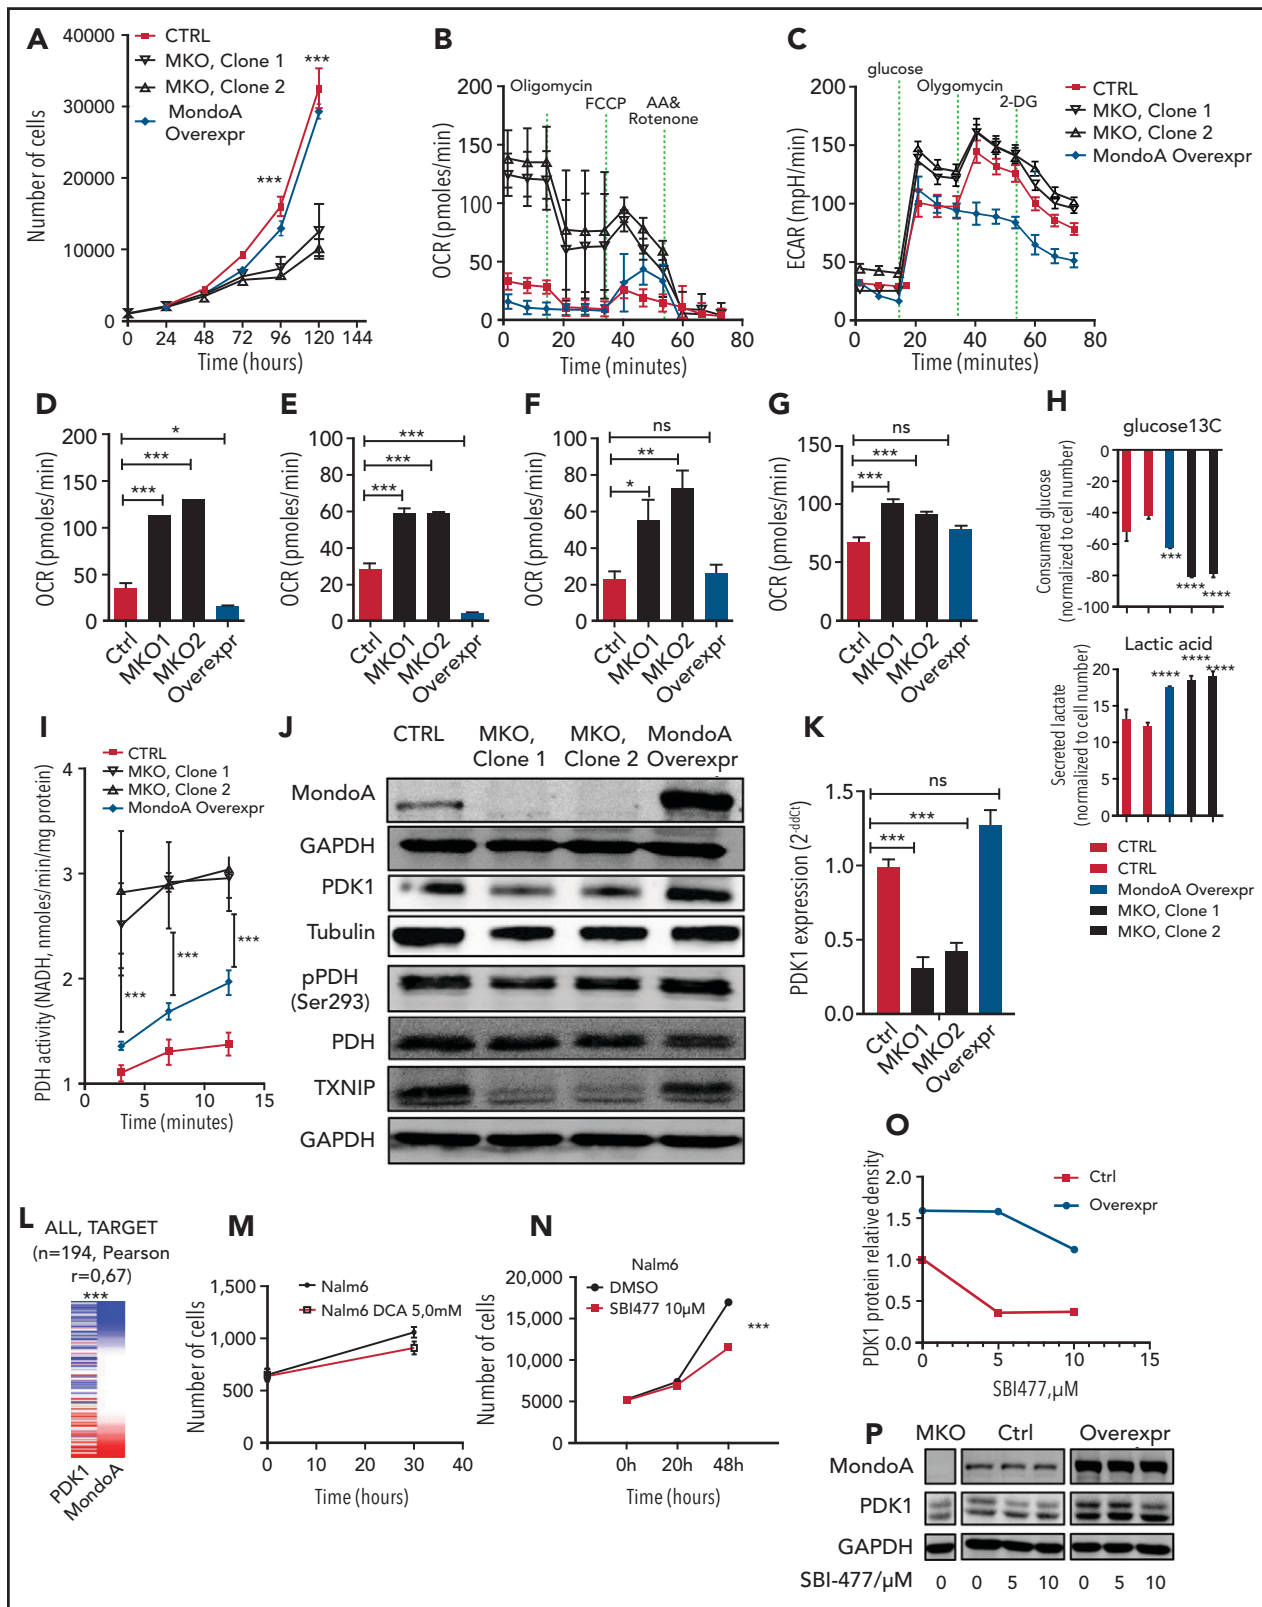 A
40000
30000
20000
10000
0
Number of cells
CTRL
MKO, Clone 1
MKO, Clone 2
MondoA
Overexpr
***
***
0 24 48 72 96 120 144
Time (hours)
B
200
150
100
50
0
OCR (pmoles/min)
Oligomycin
FCCP
AA&
Rotenone
0 20 40 60 80
Time (minutes)
C
200
150
100
50
0
ECAR (mpH/min)
glucose
Olygomycin
2-DG
CTRL
MKO, Clone 1
MKO, Clone 2
MondoA Overexpr
0 20 40 60 80
Time (minutes)
D
200
150
100
50
0
OCR (pmoles/min)
*
***
***
Ctrl
MKO1
MKO2
Overexpr
E
80
60
40
20
0
OCR (pmoles/min)
***
***
***
Ctrl
MKO1
MKO2
Overexpr
F
100
80
60
40
20
0
OCR (pmoles/min)
ns
**
*
Ctrl
MKO1
MKO2
Overexpr
G
150
100
50
0
OCR (pmoles/min)
ns
***
***
Ctrl
MKO1
MKO2
Overexpr
H
glucose13C
0
-20
-40
-60
-80
-100
Consumed glucose
(normalized to cell number)
***
****
****
Lactic acid
20
15
10
5
0
Secreted lactate
(normalized to cell number)
****
****
****
CTRL
CTRL
MondoA Overexpr
MKO, Clone 1
MKO, Clone 2
I
CTRL
MKO, Clone 1
MKO, Clone 2
MondoA Overexpr
4
3
2
1
PDH activity (NADH, nmoles/min/mg protein)
***
***
***
0 5 10 15
Time (minutes)
J
CTRL
MKO,
Clone 1
MKO,
Clone 2
MondoA
Overexpr
MondoA
GAPDH
PDK1
Tubulin
pPDH
(Ser293)
PDH
TXNIP
GAPDH
K
1.5
1.0
0.5
0.0
PDK1 expression (2-ddCt)
ns
***
***
Ctrl
MKO1
MKO2
Overexpr
L
ALL, TARGET
(n=194, Pearson
r=0,67)
***
PDK1
MondoA
M
1,500
1,000
500
0
Number of cells
Nalm6
Nalm6 DCA 5,0mM
0 10 20 30 40
Time (hours)
N
Nalm6
20,000
15,000
10,000
5000
0
Number of cells
DMSO
SBI477 10µM
***
0h 20h 48h
Time (hours)
O
2.0
1.5
1.0
0.5
0
PDK1 protein relative density
Ctrl
Overexpr
0 5 10 15
SBI477,µM
P
MKO Ctrl Overexpr
MondoA
PDK1
GAPDH
SBI-477/µM 0 0 5 10 0 5 10